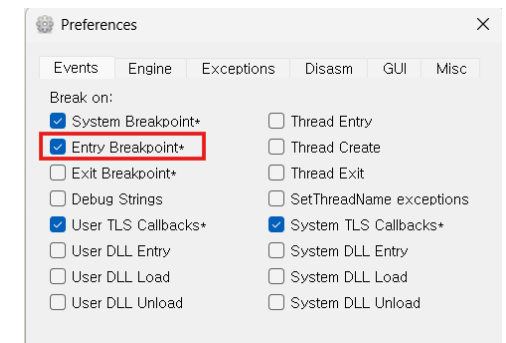 Preferences
Events Engine Exceptions Disasm GUI Misc
Break on:
System Breakpoint* Thread Entry
Entry Breakpoint* Thread Create
Exit Breakpoint* Thread Exit
Debug Strings SetThreadName exceptions
User TLS Callbacks* System TLS Callbacks*
User DLL Entry System DLL Entry
User DLL Load System DLL Load
User DLL Unload System DLL Unload